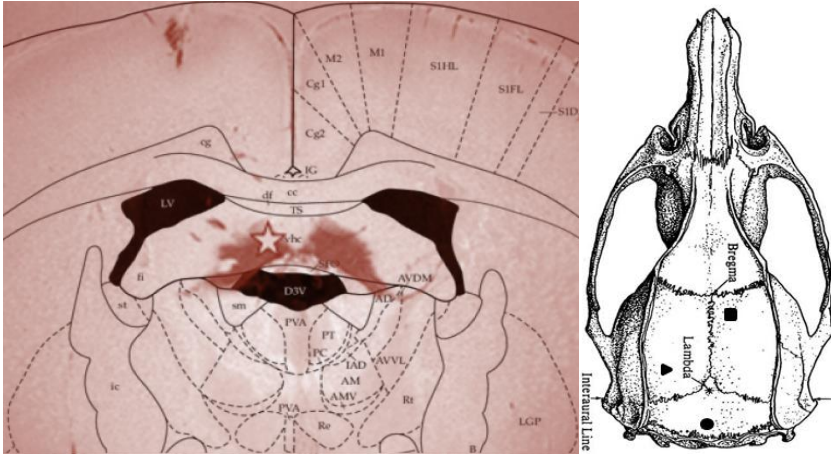 M2
M1
S1HL
S1FL
S1D
Cg1
Cg2
cg
IG
cc
df
TS
LV
vhc
SFO
fi
AVDM
D3V
st
sm
AD
PVA
PT
PC
IAD
AVVL
ic
AM
Rt
AMV
PVA
Re
LGP
B
Bregma
Lambda
Interaural Line